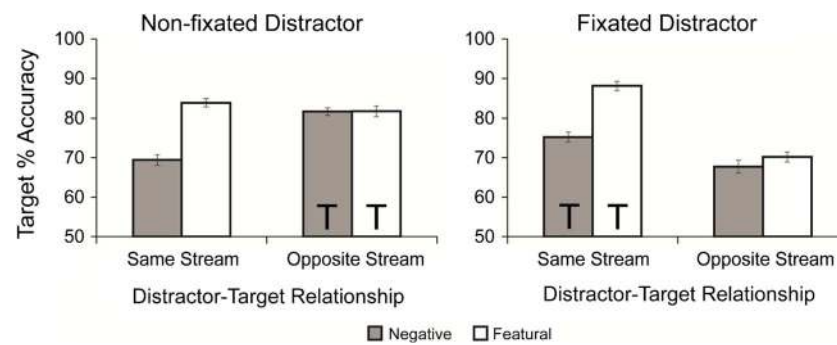 Non-fixated Distractor
Target % Accuracy
100
90
80
70
60
50
T T
Same Stream Opposite Stream
Distractor-Target Relationship
Fixated Distractor
100
90
80
70
60
50
T T
Same Stream Opposite Stream
Distractor-Target Relationship
Negative Featural